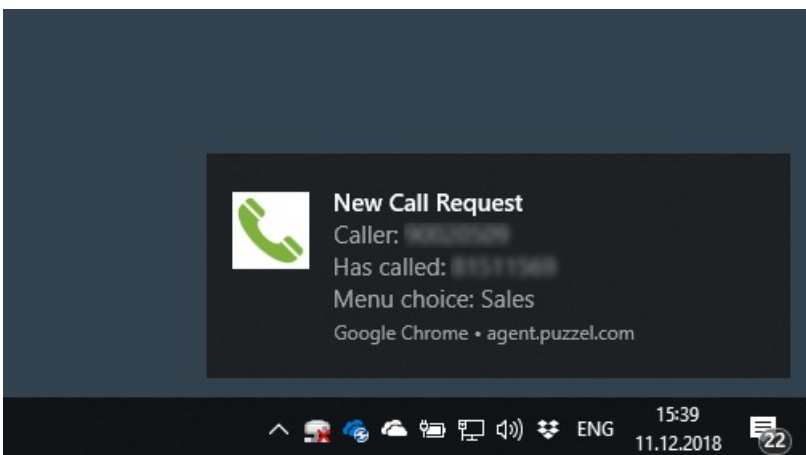 New Call Request
Caller:
Has called:
Menu choice: Sales
Google Chrome • agent.puzzel.com
ENG
15:39
11.12.2018
22